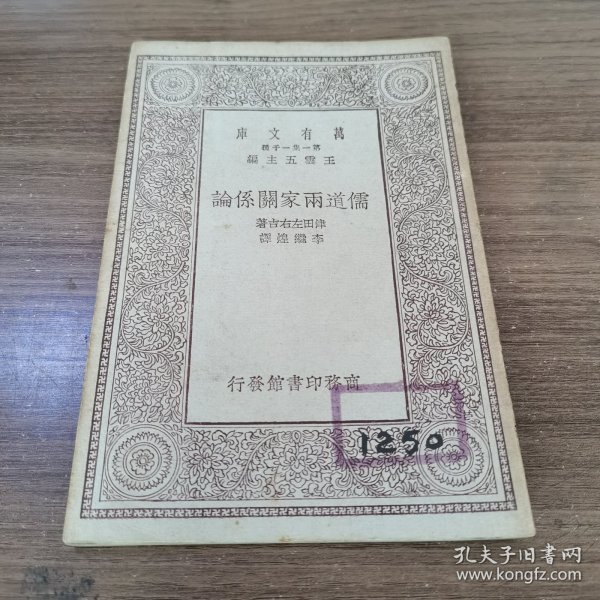 萬有文庫
第一集一千種
王雲五主編
儒道兩家關係論
津田左右吉著
李繼煌譯
商務印書館發行
1250
孔夫子旧书网
www.kongfz.com